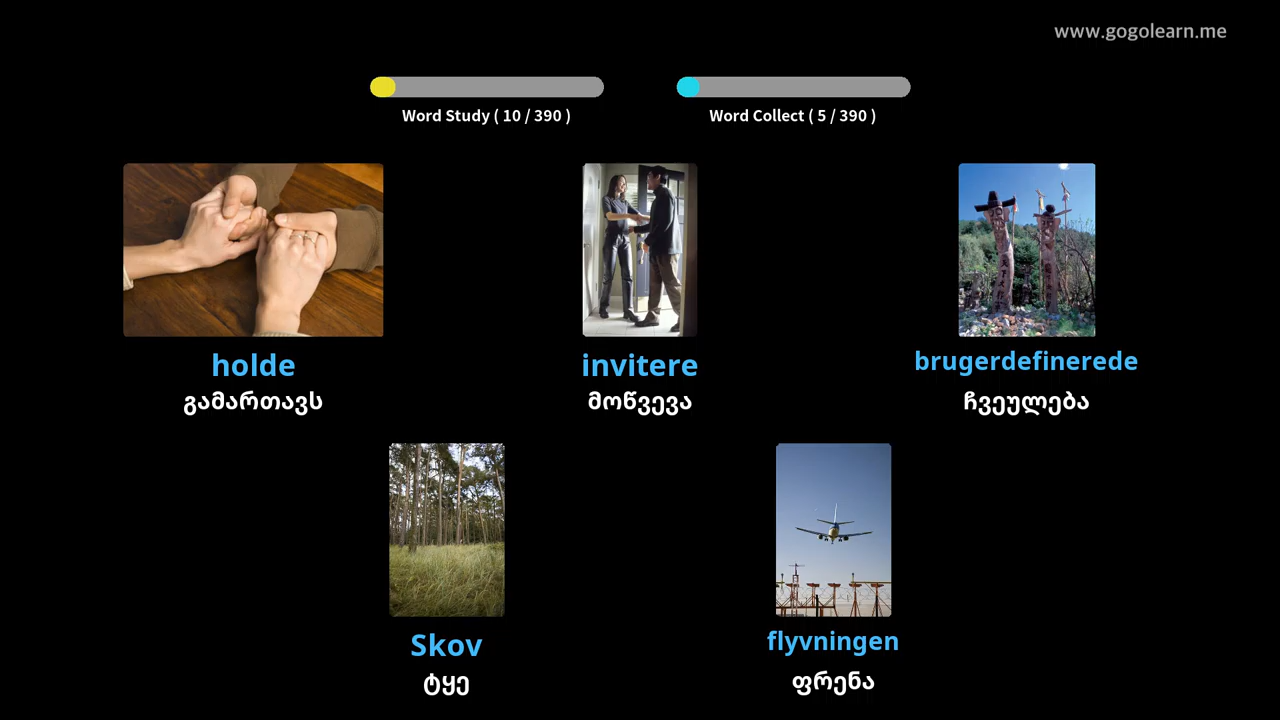 www.gogolearn.me
Word Study ( 10 / 390 )
Word Collect ( 5 / 390 )
holde
გამართავს
invitere
მოწვევა
brugerdefinerede
ჩვეულება
Skov
ტყე
flyvningen
ფრენა